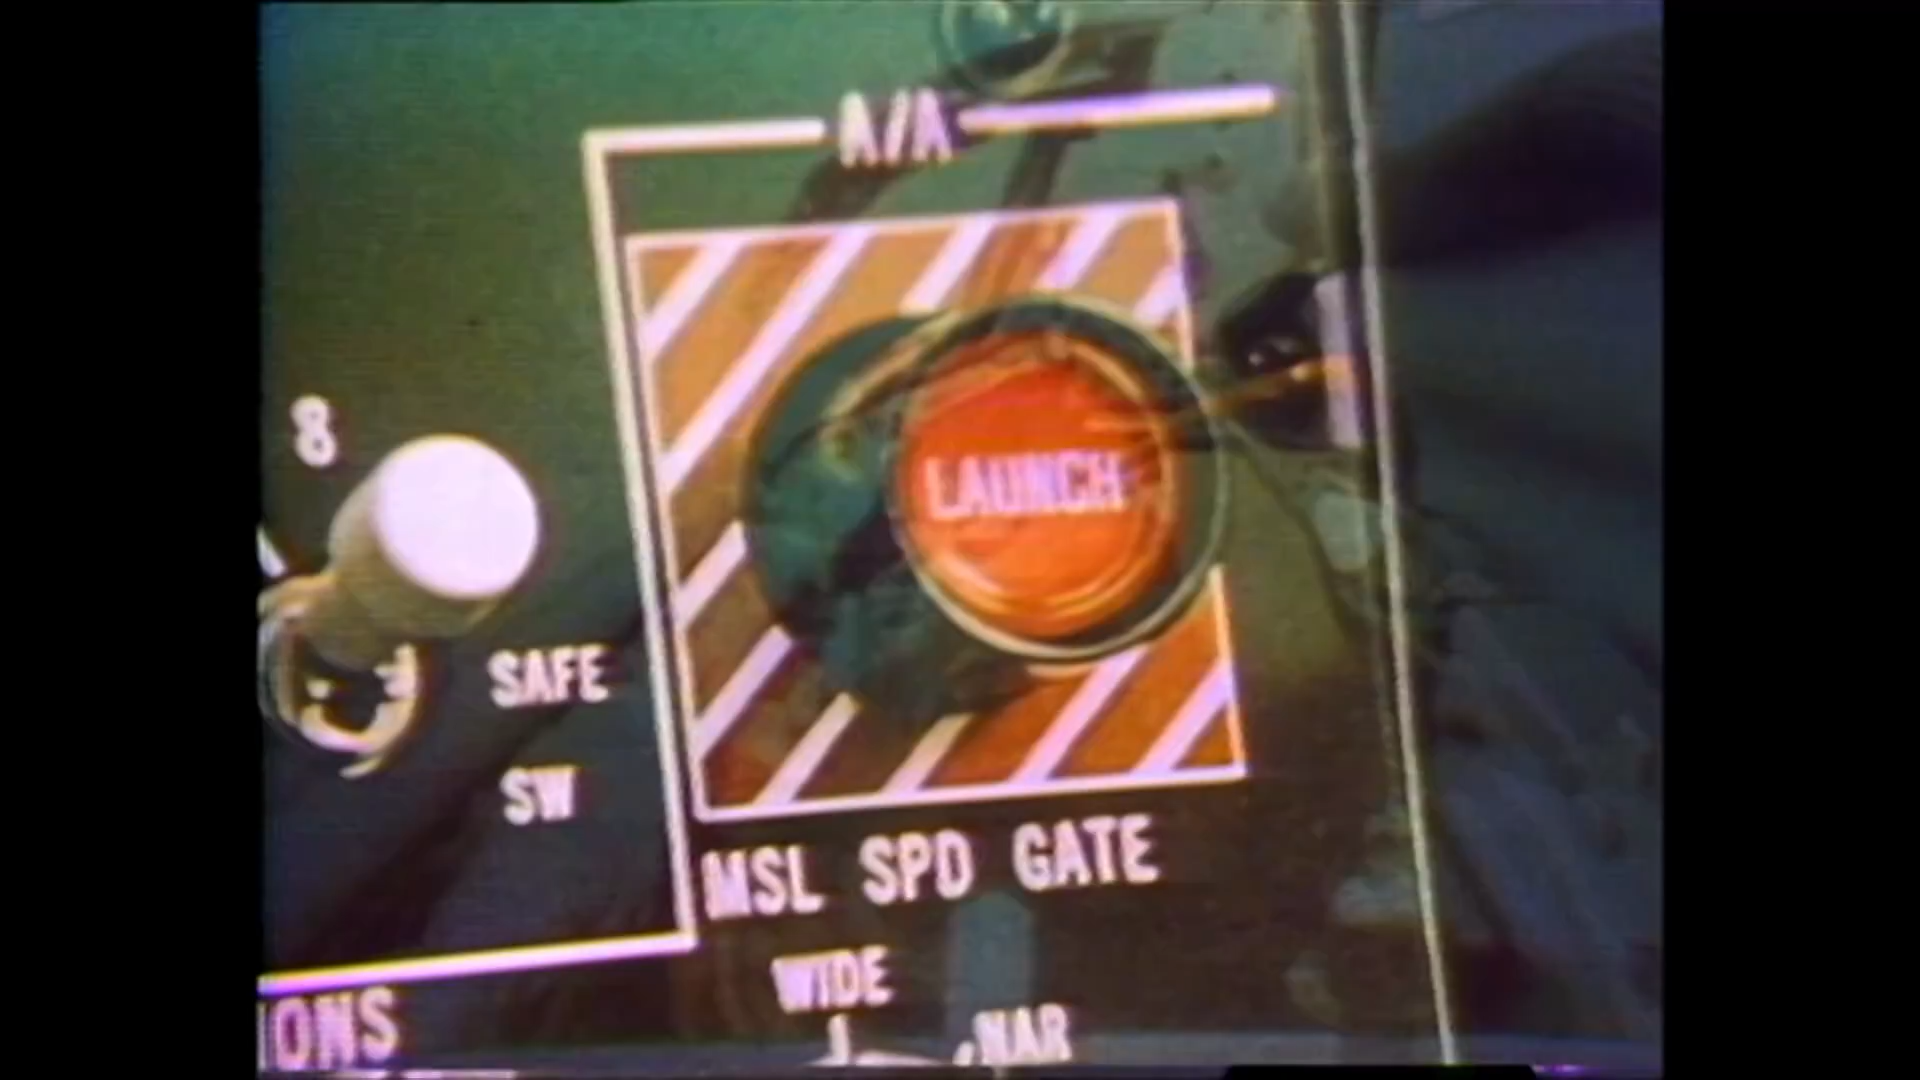 A/A
LAUNCH
8
SAFE
SW
MSL SPD GATE
WIDE
NAR
IONS